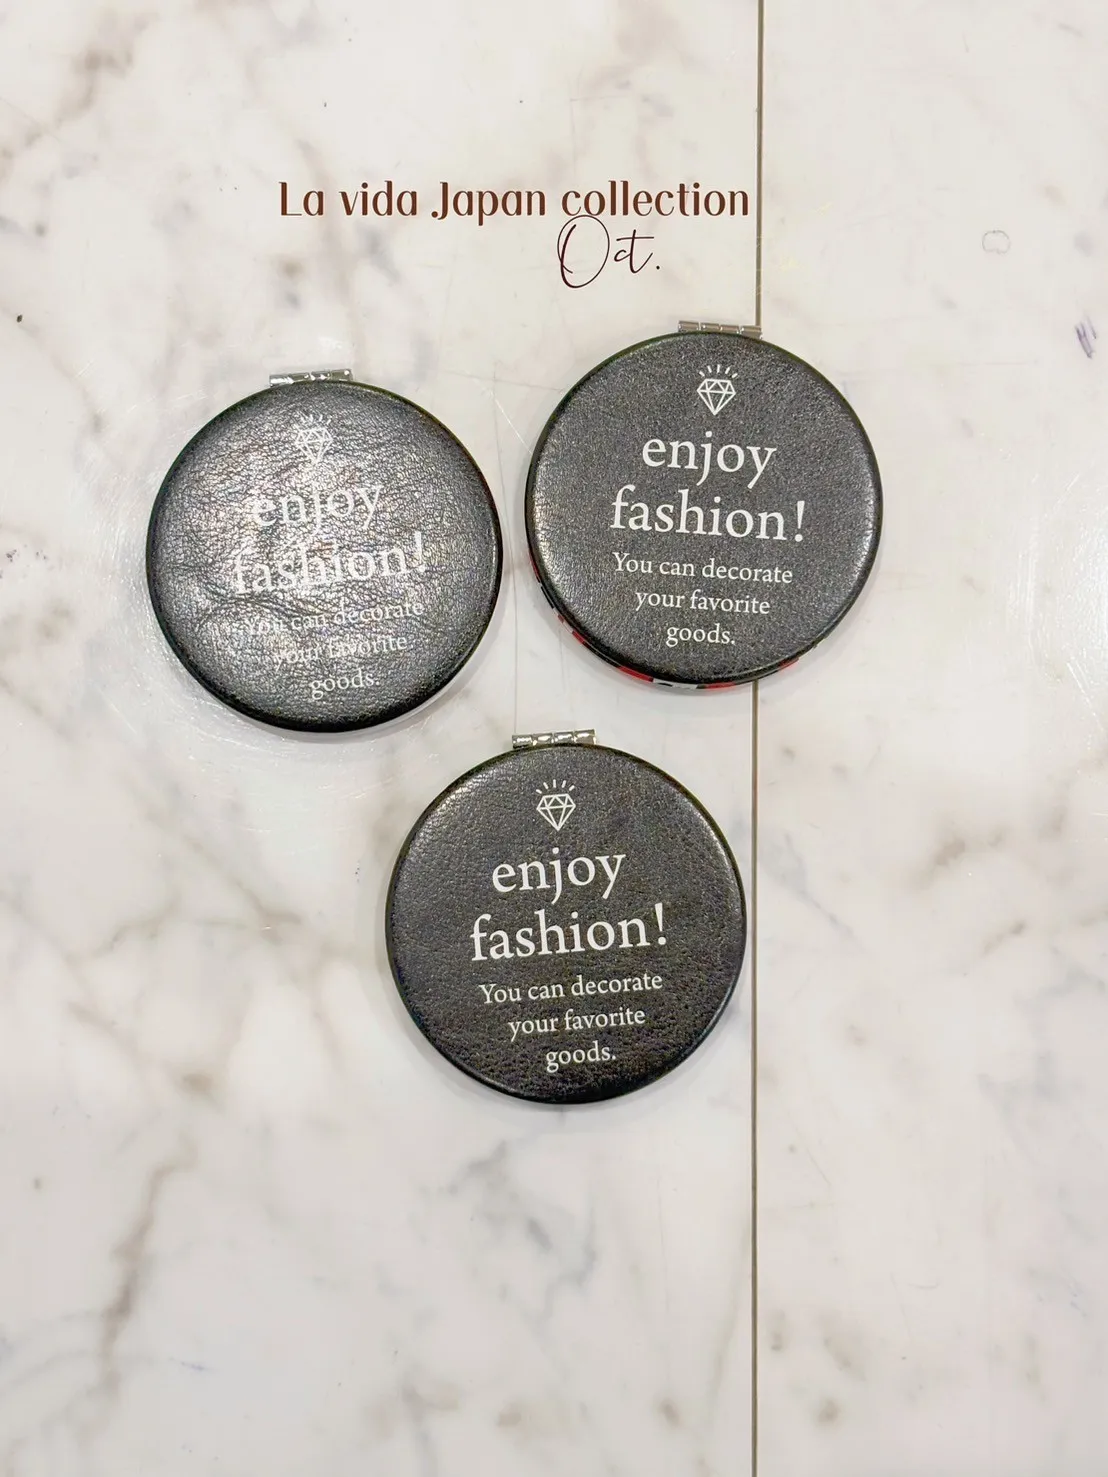 La vida Japan collection
Oct.
enjoy
fashion!
You can decorate
your favorite
goods.
enjoy
fashion!
You can decorate
your favorite
goods.
enjoy
fashion!
You can decorate
your favorite
goods.